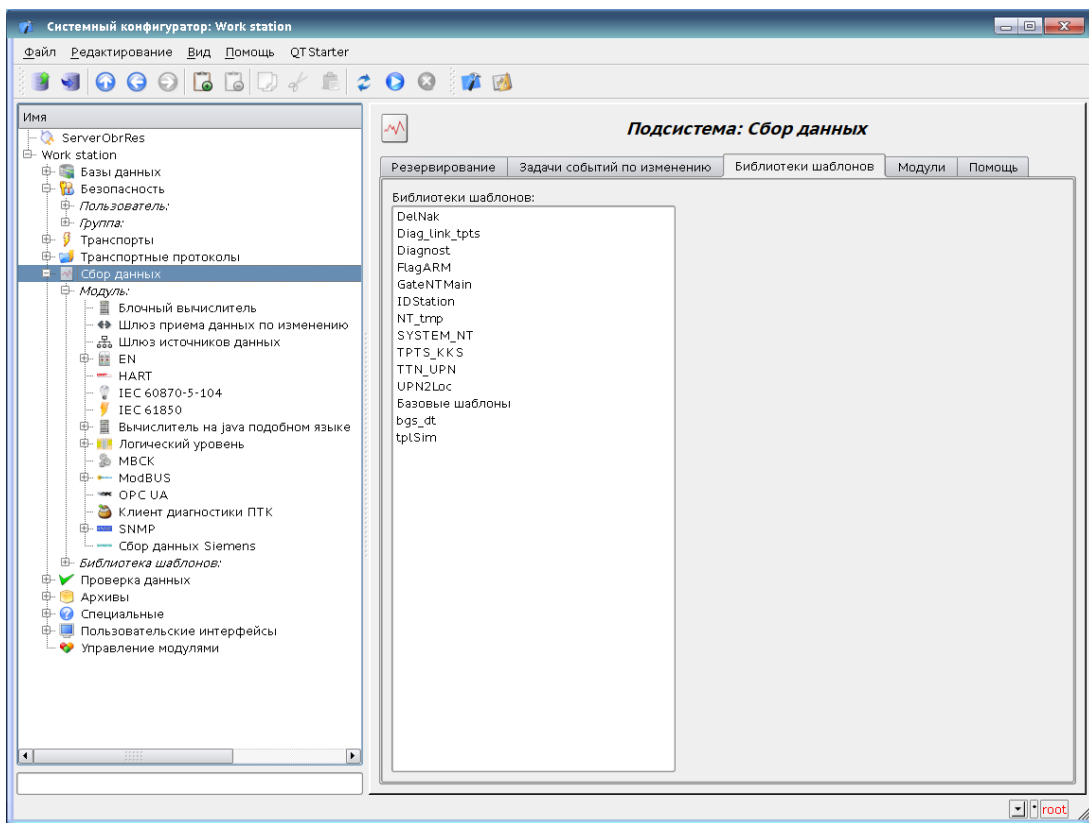 Системный конфигуратор: Work station
Файл Редактирование Вид Помощь QTStarter
Имя
ServerObrRes
Work station
Базы данных
Безопасность
Пользователь:
Группа:
Транспорты
Транспортные протоколы
Сбор данных
Модуль:
Блочный вычислитель
Шлюз приема данных по изменению
Шлюз источников данных
EN
HART
IEC 60870-5-104
IEC 61850
Вычислитель на java подобном языке
Логический уровень
МВСК
ModBUS
OPC UA
Клиент диагностики ПТК
SNMP
Сбор данных Siemens
Библиотека шаблонов:
Проверка данных
Архивы
Специальные
Пользовательские интерфейсы
Управление модулями
Подсистема: Сбор данных
Резервирование Задачи событий по изменению Библиотеки шаблонов Модули Помощь
Библиотеки шаблонов:
DelNak
Diag_link_tpts
Diagnost
FlagARM
GateNTMain
IDStation
NT_tmp
SYSTEM_NT
TPTS_KKS
TTN_UPN
UPN2Loc
Базовые шаблоны
bgs_dt
tplSim
root